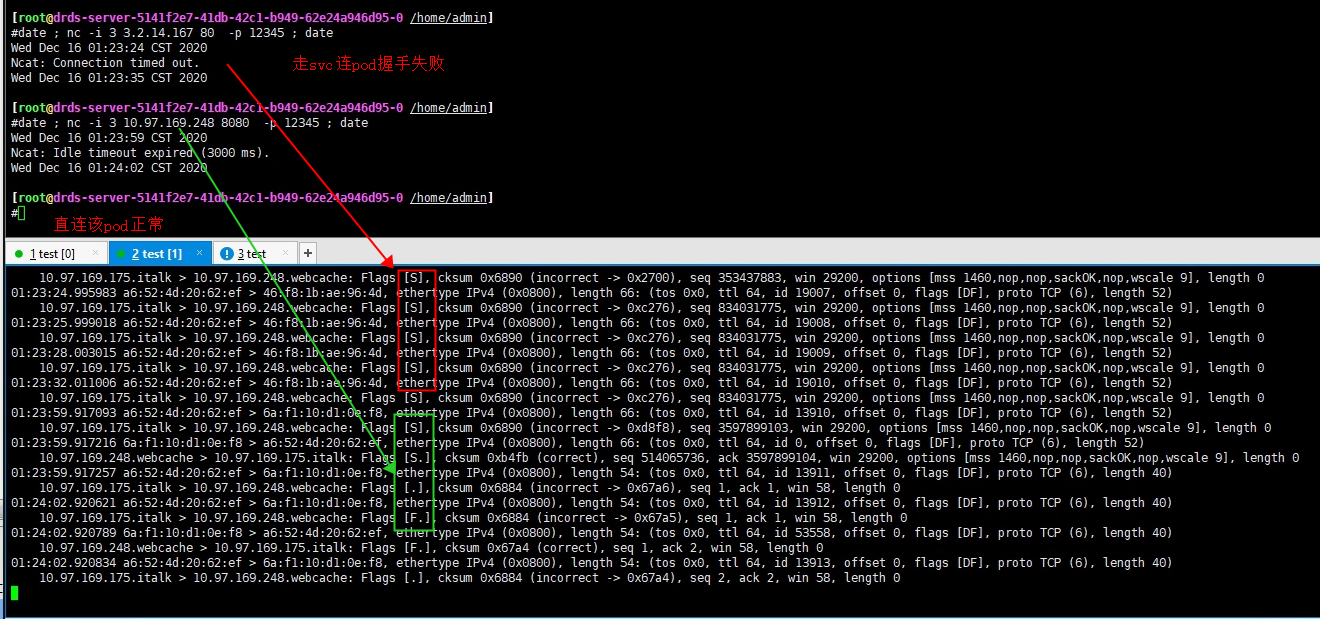 [root@drds-server-5141f2e7-41db-42c1-b949-62e24a946d95-0 /home/admin]
#date ; nc -i 3 3.2.14.167 80  -p 12345 ; date
Wed Dec 16 01:23:24 CST 2020
Ncat: Connection timed out.
走svc连pod握手失败
Wed Dec 16 01:23:35 CST 2020
[root@drds-server-5141f2e7-41db-42c1-b949-62e24a946d95-0 /home/admin]
#date ; nc -i 3 10.97.169.248 8080  -p 12345 ; date
Wed Dec 16 01:23:59 CST 2020
Ncat: Idle timeout expired (3000 ms).
Wed Dec 16 01:24:02 CST 2020
[root@drds-server-5141f2e7-41db-42c1-b949-62e24a946d95-0 /home/admin]
#
直连该pod正常
1 test [0] × 2 test [1] × 3 test × +
10.97.169.175.italk > 10.97.169.248.webcache: Flags [S], cksum 0x6890 (incorrect -> 0x2700), seq 353437883, win 29200, options [mss 1460,nop,nop,sackOK,nop,wscale 9], length 0
01:23:24.995983 a6:52:4d:20:62:ef > 46:f8:1b:ae:96:4d, ethertype IPv4 (0x0800), length 66: (tos 0x0, ttl 64, id 19007, offset 0, flags [DF], proto TCP (6), length 52)
10.97.169.175.italk > 10.97.169.248.webcache: Flags [S], cksum 0x6890 (incorrect -> 0xc276), seq 834031775, win 29200, options [mss 1460,nop,nop,sackOK,nop,wscale 9], length 0
01:23:25.999018 a6:52:4d:20:62:ef > 46:f8:1b:ae:96:4d, ethertype IPv4 (0x0800), length 66: (tos 0x0, ttl 64, id 19008, offset 0, flags [DF], proto TCP (6), length 52)
10.97.169.175.italk > 10.97.169.248.webcache: Flags [S], cksum 0x6890 (incorrect -> 0xc276), seq 834031775, win 29200, options [mss 1460,nop,nop,sackOK,nop,wscale 9], length 0
01:23:28.003015 a6:52:4d:20:62:ef > 46:f8:1b:ae:96:4d, ethertype IPv4 (0x0800), length 66: (tos 0x0, ttl 64, id 19009, offset 0, flags [DF], proto TCP (6), length 52)
10.97.169.175.italk > 10.97.169.248.webcache: Flags [S], cksum 0x6890 (incorrect -> 0xc276), seq 834031775, win 29200, options [mss 1460,nop,nop,sackOK,nop,wscale 9], length 0
01:23:32.011006 a6:52:4d:20:62:ef > 46:f8:1b:ae:96:4d, ethertype IPv4 (0x0800), length 66: (tos 0x0, ttl 64, id 19010, offset 0, flags [DF], proto TCP (6), length 52)
10.97.169.175.italk > 10.97.169.248.webcache: Flags [S], cksum 0x6890 (incorrect -> 0xc276), seq 834031775, win 29200, options [mss 1460,nop,nop,sackOK,nop,wscale 9], length 0
01:23:59.917093 a6:52:4d:20:62:ef > 6a:f1:10:d1:0e:f8, ethertype IPv4 (0x0800), length 66: (tos 0x0, ttl 64, id 13910, offset 0, flags [DF], proto TCP (6), length 52)
10.97.169.175.italk > 10.97.169.248.webcache: Flags [S], cksum 0x6890 (incorrect -> 0xd8f8), seq 3597899103, win 29200, options [mss 1460,nop,nop,sackOK,nop,wscale 9], length 0
01:23:59.917216 6a:f1:10:d1:0e:f8 > a6:52:4d:20:62:ef, ethertype IPv4 (0x0800), length 66: (tos 0x0, ttl 64, id 0, offset 0, flags [DF], proto TCP (6), length 52)
10.97.169.248.webcache > 10.97.169.175.italk: Flags [S.], cksum 0xb4fb (correct), seq 514065736, ack 3597899104, win 29200, options [mss 1460,nop,nop,sackOK,nop,wscale 9], length 0
01:23:59.917257 a6:52:4d:20:62:ef > 6a:f1:10:d1:0e:f8, ethertype IPv4 (0x0800), length 54: (tos 0x0, ttl 64, id 13911, offset 0, flags [DF], proto TCP (6), length 40)
10.97.169.175.italk > 10.97.169.248.webcache: Flags [.], cksum 0x6884 (incorrect -> 0x67a6), seq 1, ack 1, win 58, length 0
01:24:02.920621 a6:52:4d:20:62:ef > 6a:f1:10:d1:0e:f8, ethertype IPv4 (0x0800), length 54: (tos 0x0, ttl 64, id 13912, offset 0, flags [DF], proto TCP (6), length 40)
10.97.169.175.italk > 10.97.169.248.webcache: Flags [F.], cksum 0x6884 (incorrect -> 0x67a5), seq 1, ack 1, win 58, length 0
01:24:02.920789 6a:f1:10:d1:0e:f8 > a6:52:4d:20:62:ef, ethertype IPv4 (0x0800), length 54: (tos 0x0, ttl 64, id 53558, offset 0, flags [DF], proto TCP (6), length 40)
10.97.169.248.webcache > 10.97.169.175.italk: Flags [F.], cksum 0x67a4 (correct), seq 1, ack 2, win 58, length 0
01:24:02.920834 a6:52:4d:20:62:ef > 6a:f1:10:d1:0e:f8, ethertype IPv4 (0x0800), length 54: (tos 0x0, ttl 64, id 13913, offset 0, flags [DF], proto TCP (6), length 40)
10.97.169.175.italk > 10.97.169.248.webcache: Flags [.], cksum 0x6884 (incorrect -> 0x67a4), seq 2, ack 2, win 58, length 0